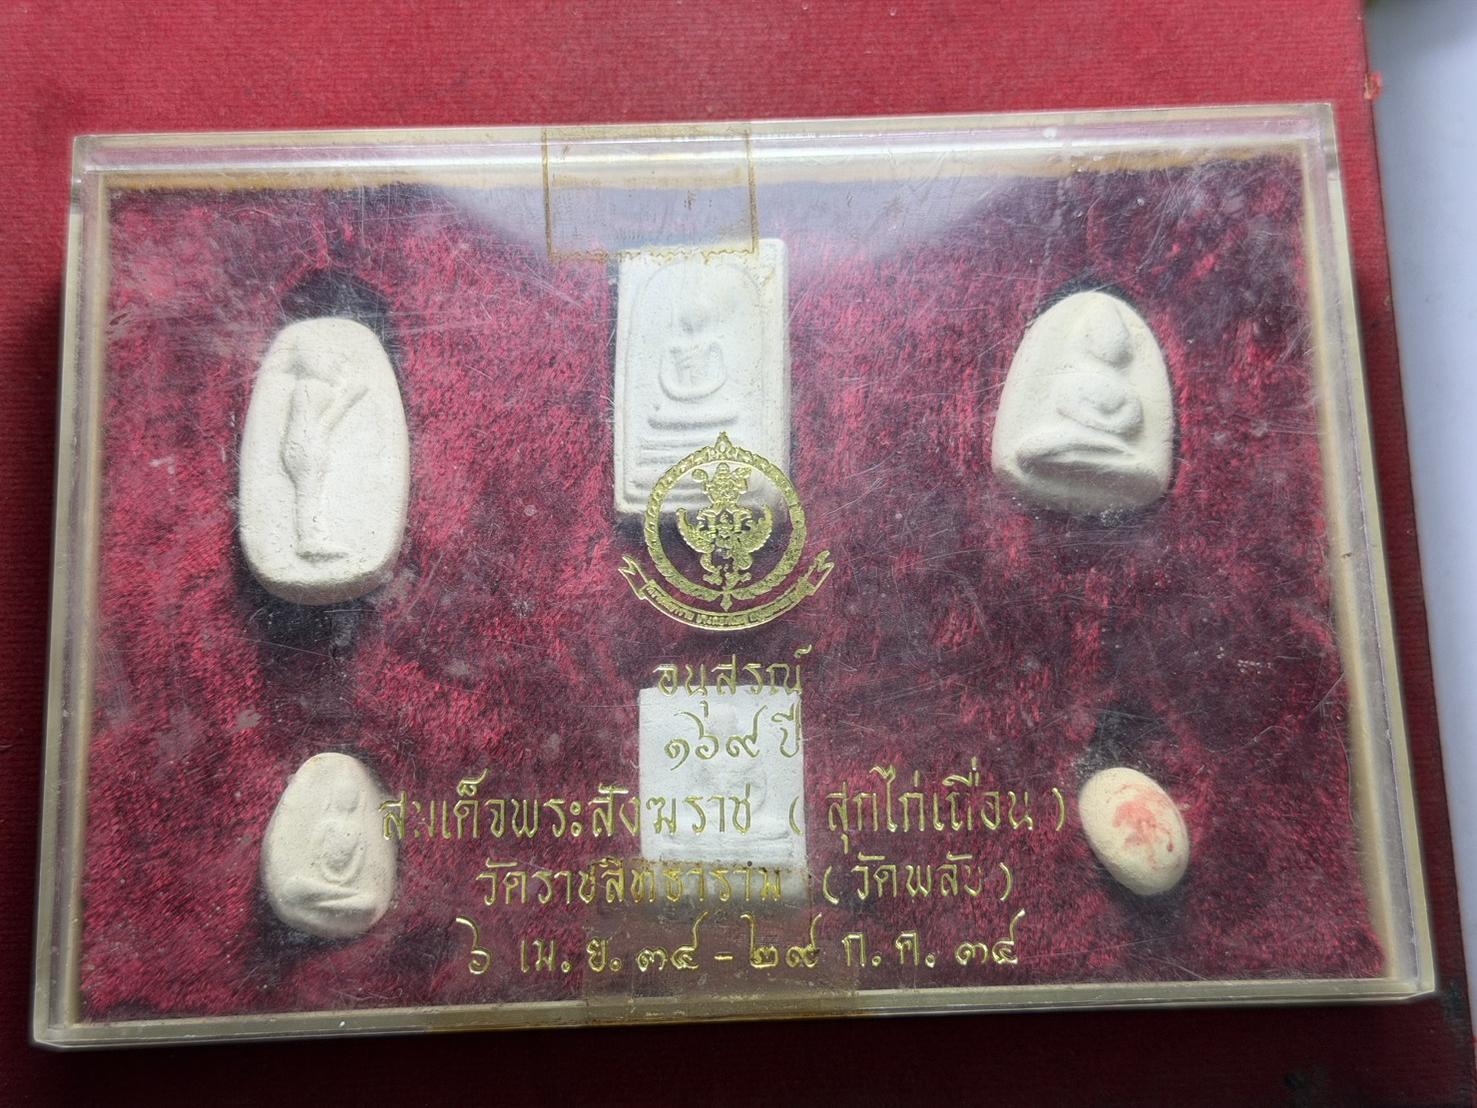 อนุสรณ์
๑๖๙ ปี
สมเด็จพระสังฆราช ( สุกไก่เถื่อน )
วัดราชสิทธาราม ( วัดพลับ )
๖ เม. ย. ๓๔ - ๒๙ ก. ค. ๓๔